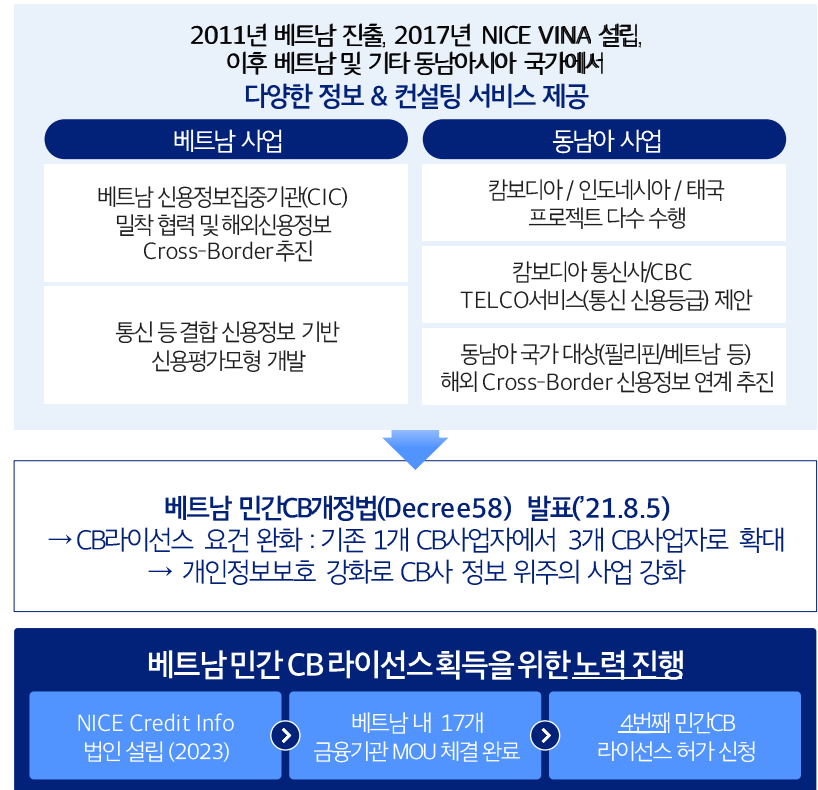 2011년 베트남 진출, 2017년 NICE VINA 설립,
이후 베트남 및 기타 동남아시아 국가에서
다양한 정보 & 컨설팅 서비스 제공
베트남 사업
베트남 신용정보집중기관(CIC)
밀착 협력 및 해외신용정보
Cross-Border 추진
통신 등 결합 신용정보 기반
신용평가모형 개발
동남아 사업
캄보디아 / 인도네시아 / 태국
프로젝트 다수 수행
캄보디아 통신사/CBC
TELCO서비스(통신 신용등급) 제안
동남아 국가 대상(필리핀/베트남 등)
해외 Cross-Border 신용정보 연계 추진
베트남 민간CB개정법(Decree58) 발표('21.8.5)
→ CB라이선스 요건 완화 : 기존 1개 CB사업자에서 3개 CB사업자로 확대
→ 개인정보보호 강화로 CB사 정보 위주의 사업 강화
베트남 민간 CB 라이선스 획득을 위한 노력 진행
NICE Credit Info
법인 설립 (2023)
베트남 내 17개
금융기관 MOU 체결 완료
4번째 민간CB
라이선스 허가 신청